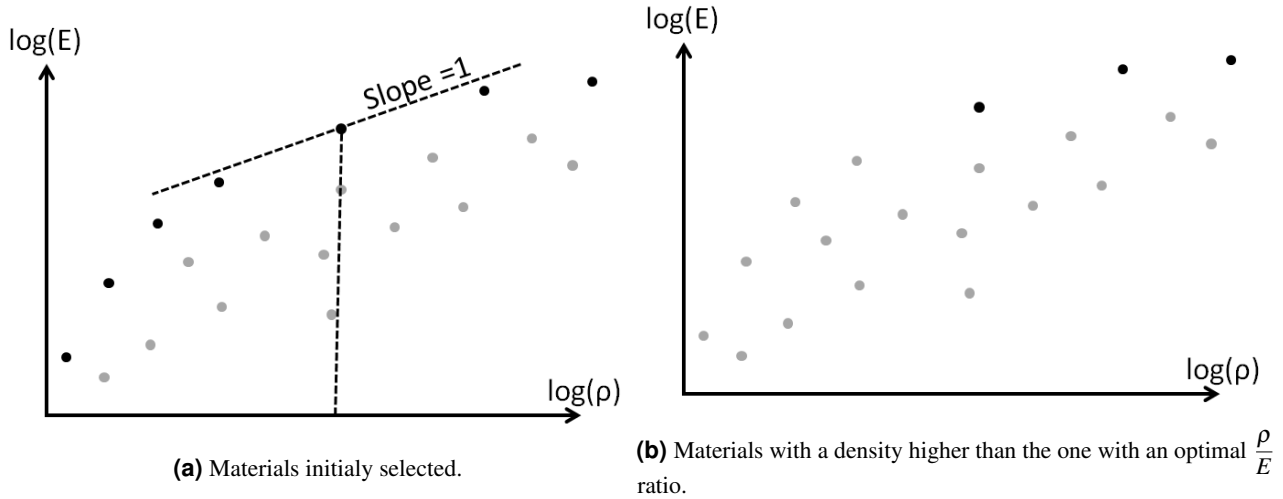 log(E)
Slope =1
log(ρ)
(a) Materials initialy selected.
log(E)
log(ρ)
(b) Materials with a density higher than the one with an optimal ρ/E
ratio.